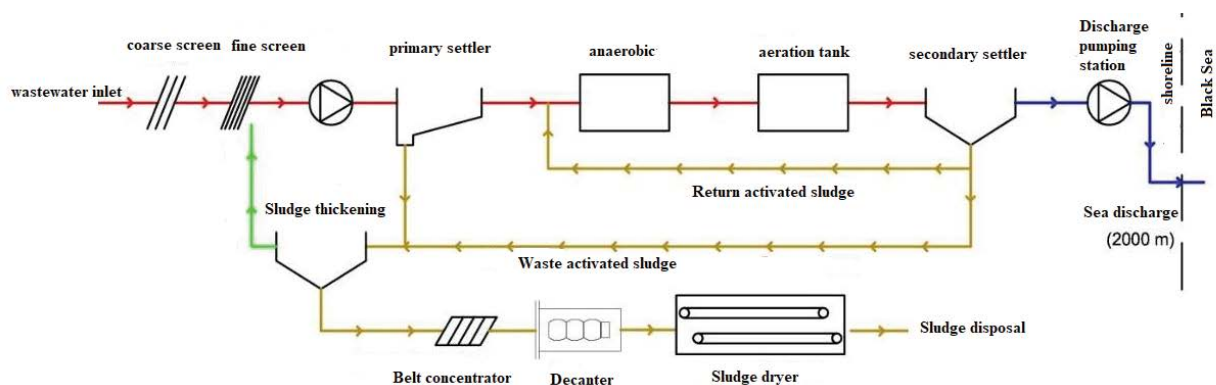 coarse screen
fine screen
primary settler
anaerobic
aeration tank
secondary settler
Discharge
pumping
station
shoreline
Black Sea
wastewater inlet
Return activated sludge
Sludge thickening
Sea discharge
(2000 m)
Waste activated sludge
Sludge disposal
Belt concentrator
Decanter
Sludge dryer